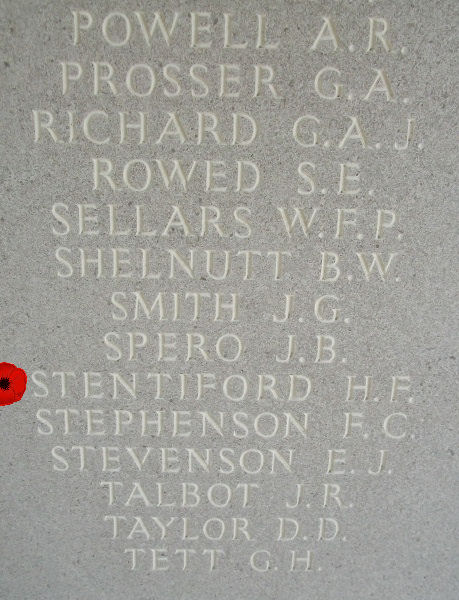 POWELL A.R.
PROSSER G.A.
RICHARD G.A.J.
ROWED S.E.
SELLARS W.F.P.
SHELNUTT B.W.
SMITH J.G.
SPERO J.B.
STENTIFORD H.F.
STEPHENSON F.C.
STEVENSON E.J.
TALBOT J.R.
TAYLOR D.D.
TETT G.H.